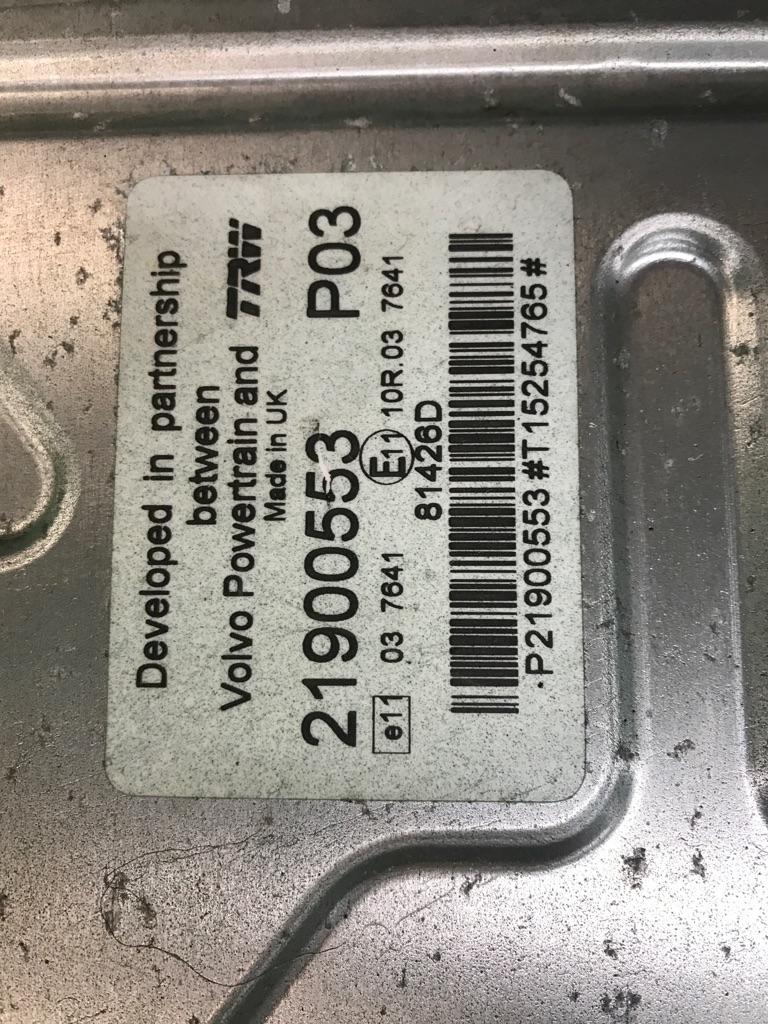 Developed in partnership
between
Volvo Powertrain and TRW
Made in UK
21900553 P03
e11 03 7641 E11 10R.03 7641
81426D
P21900553#T15254765#